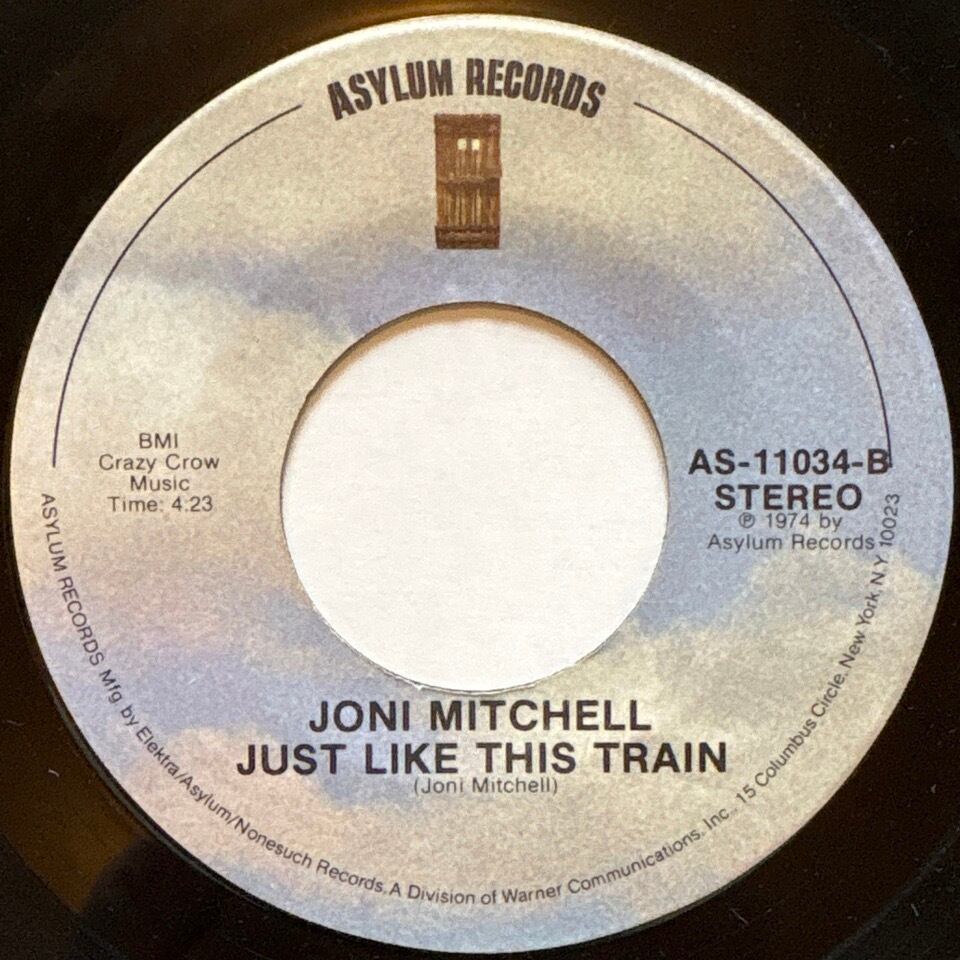 ASYLUM RECORDS
BMI
Crazy Crow
Music
Time: 4:23
AS-11034-B
STEREO
℗ 1974 by
Asylum Records
JONI MITCHELL
JUST LIKE THIS TRAIN
(Joni Mitchell)
ASYLUM RECORDS Mfg. by Elektra/Asylum/Nonesuch Records, A Division of Warner Communications, Inc., 15 Columbus Circle, New York N.Y. 10023